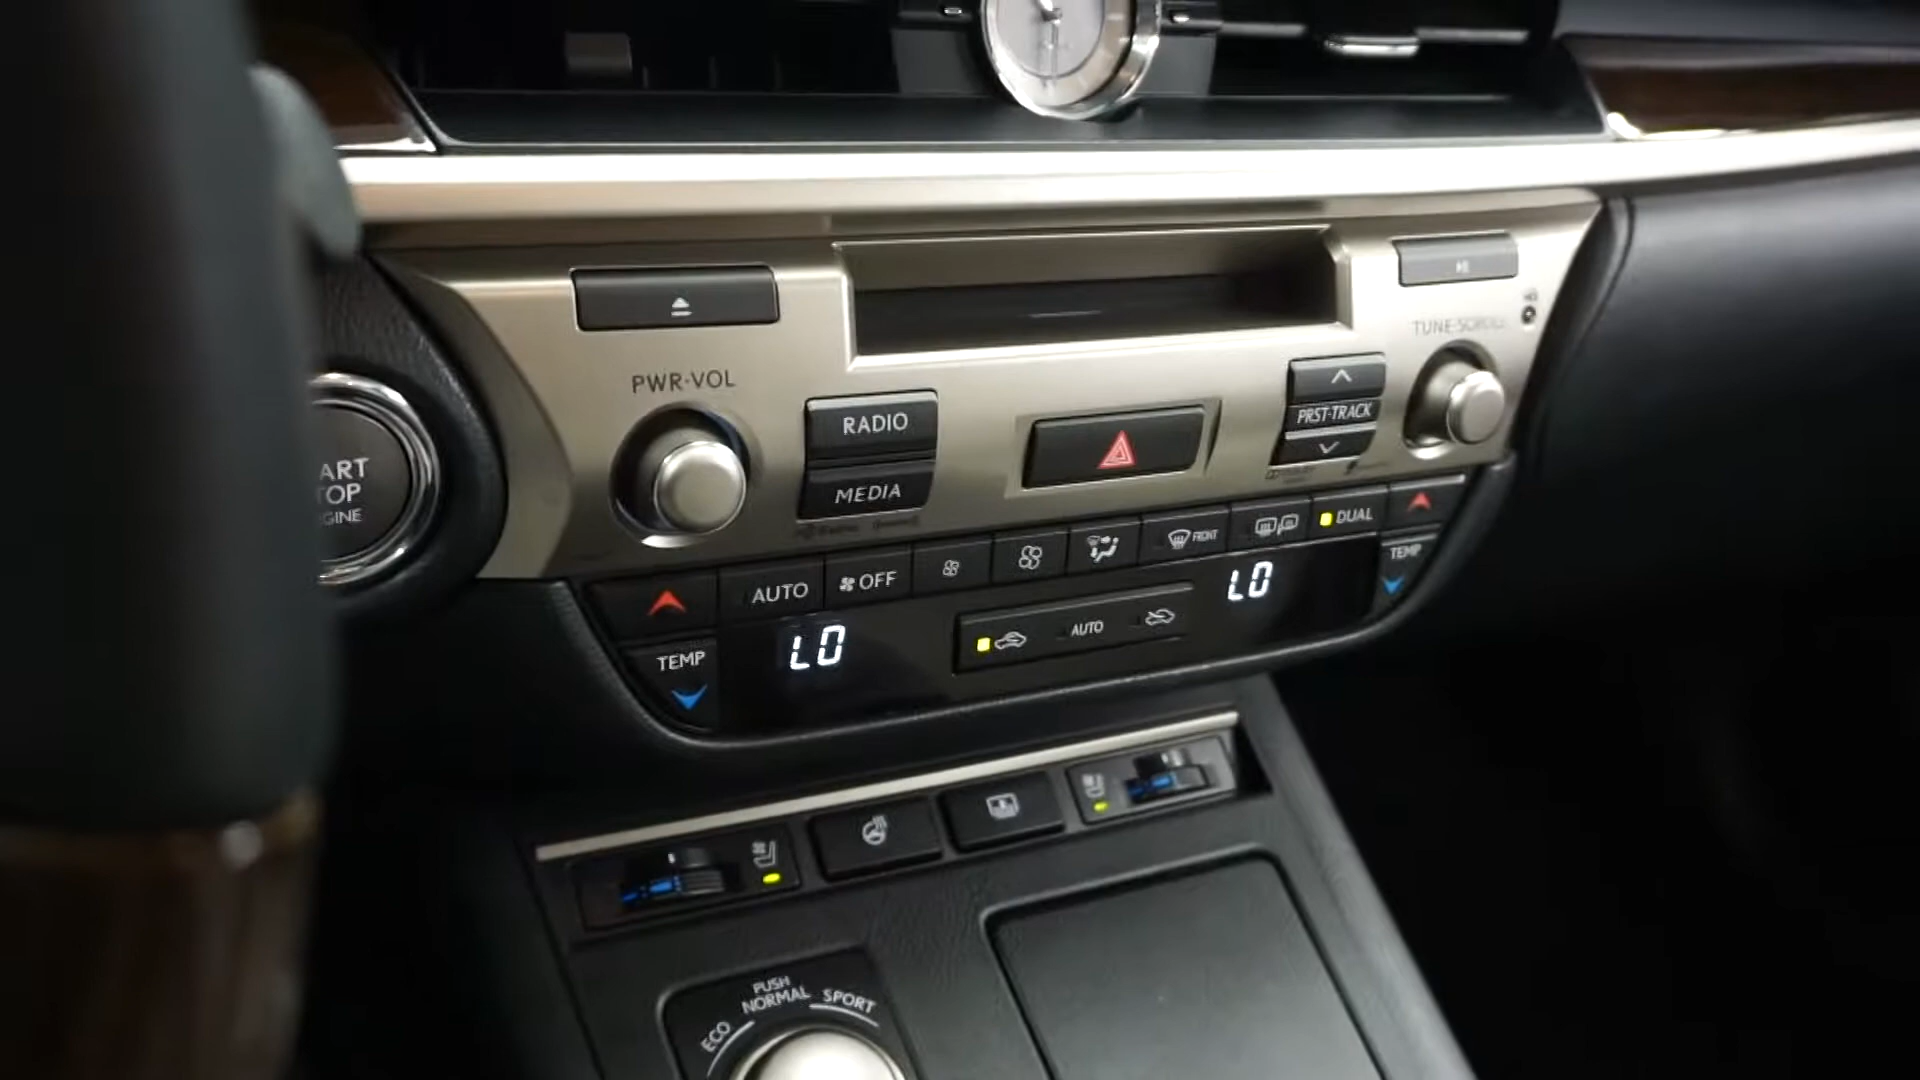 TUNE·SCROLL
PWR·VOL
RADIO
MEDIA
PRST·TRACK
ART
TOP
GINE
AUTO
OFF
FRONT
DUAL
TEMP
LO
AUTO
LO
TEMP
PUSH
NORMAL
SPORT
ECO